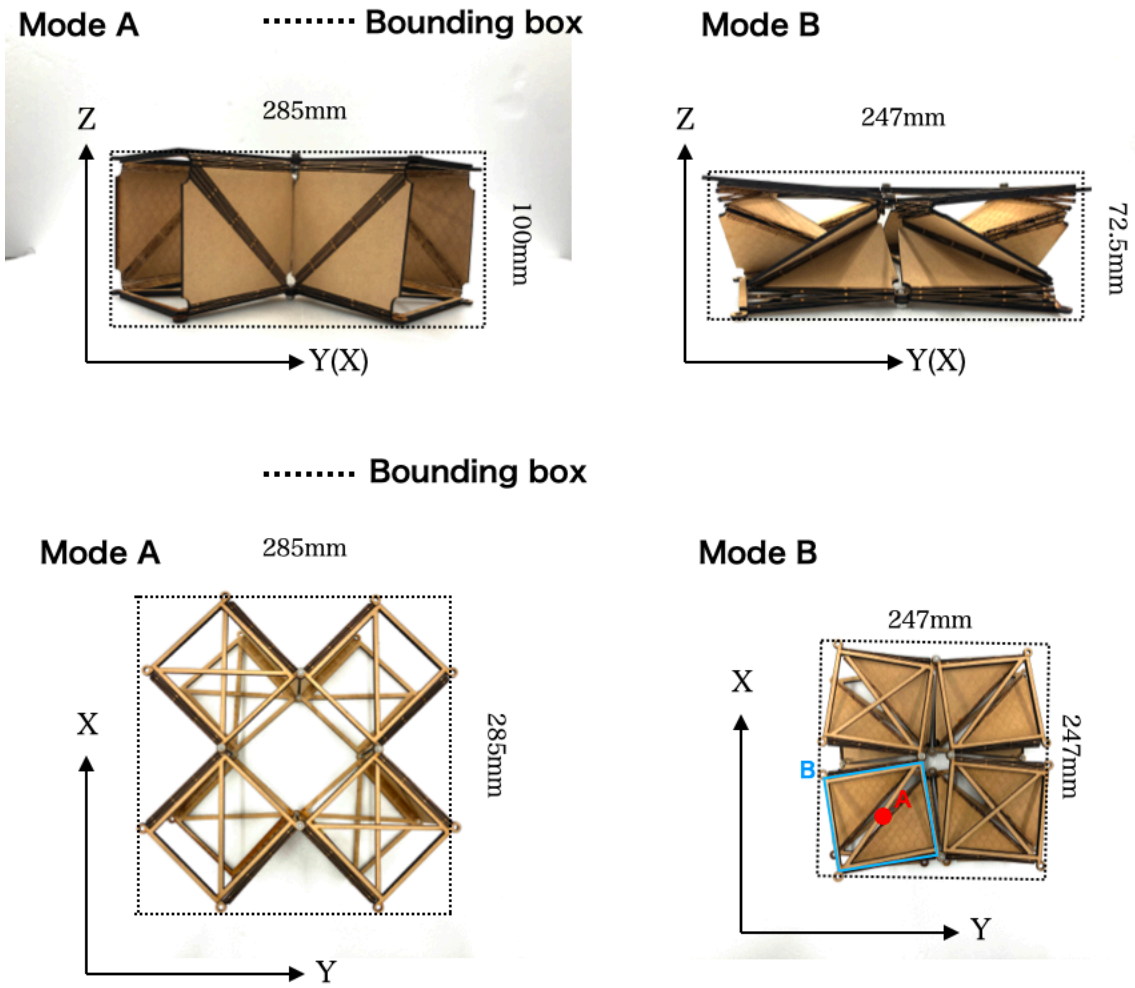 Mode A
Bounding box
Mode B
285mm
247mm
Z
Z
100mm
72.5mm
Y(X)
Y(X)
Bounding box
Mode A
285mm
Mode B
247mm
X
X
285mm
247mm
B
A
Y
Y